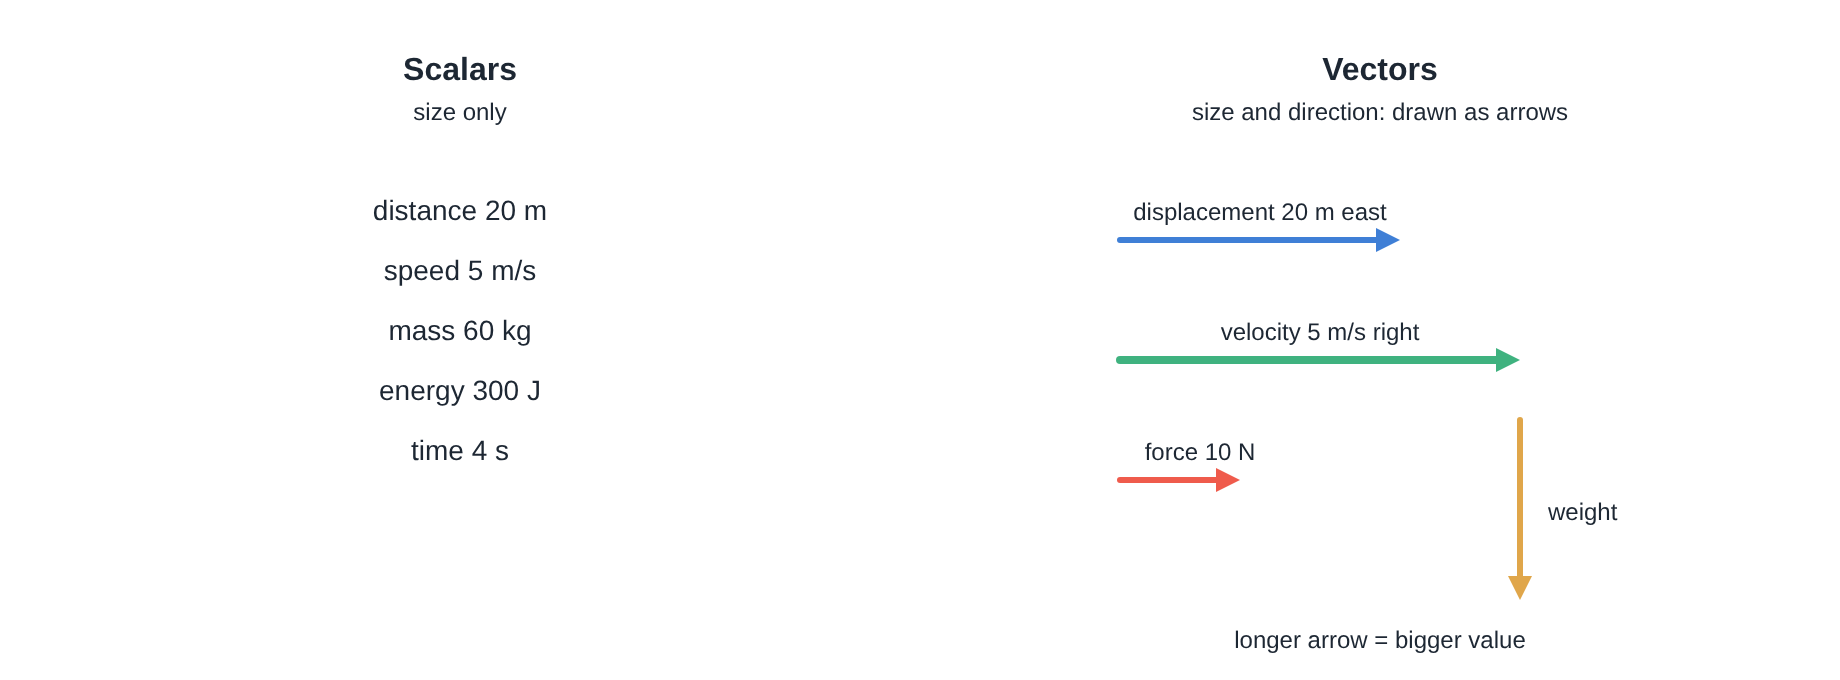 Scalars
size only
distance 20 m
speed 5 m/s
mass 60 kg
energy 300 J
time 4 s
Vectors
size and direction: drawn as arrows
displacement 20 m east
velocity 5 m/s right
force 10 N
weight
longer arrow = bigger value